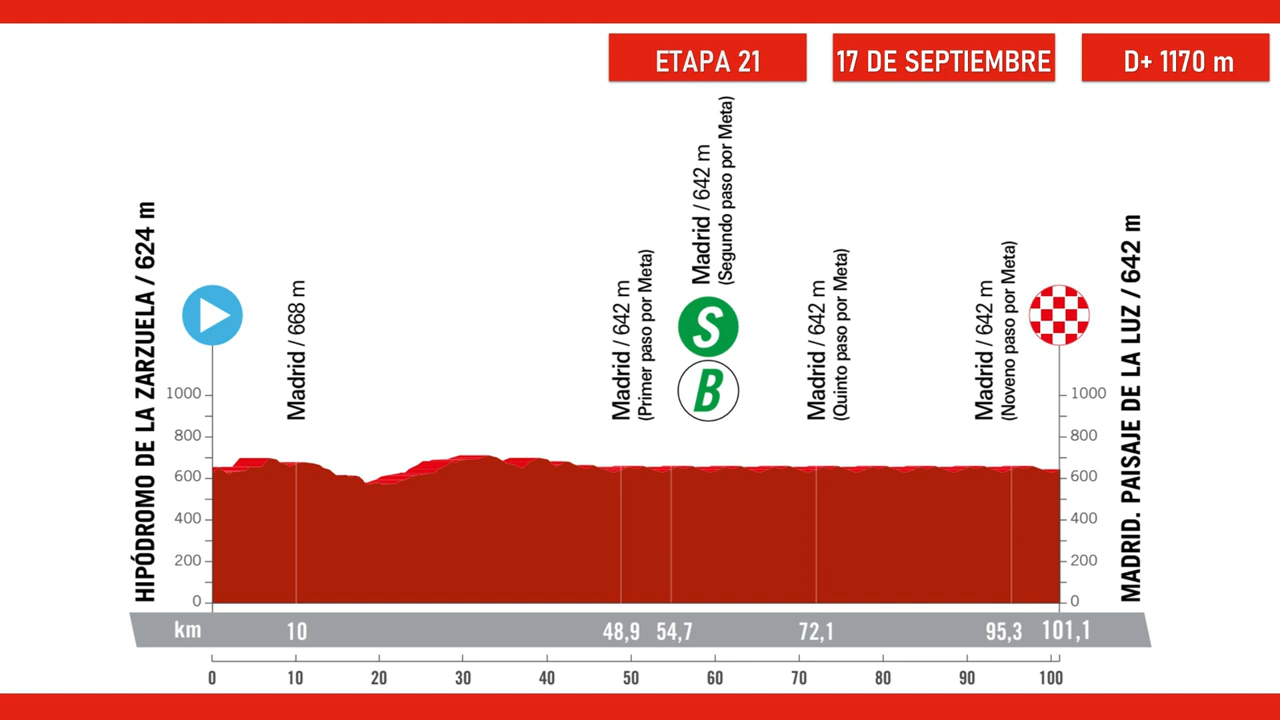 ETAPA 21
17 DE SEPTIEMBRE
D+ 1170 m
HIPÓDROMO DE LA ZARZUELA / 624 m
Madrid / 668 m
Madrid / 642 m
(Primer paso por Meta)
Madrid / 642 m
(Segundo paso por Meta)
S
B
Madrid / 642 m
(Quinto paso por Meta)
Madrid / 642 m
(Noveno paso por Meta)
MADRID. PAISAJE DE LA LUZ / 642 m
1000
800
600
400
200
0
1000
800
600
400
200
0
km 10 48,9 54,7 72,1 95,3 101,1
0 10 20 30 40 50 60 70 80 90 100